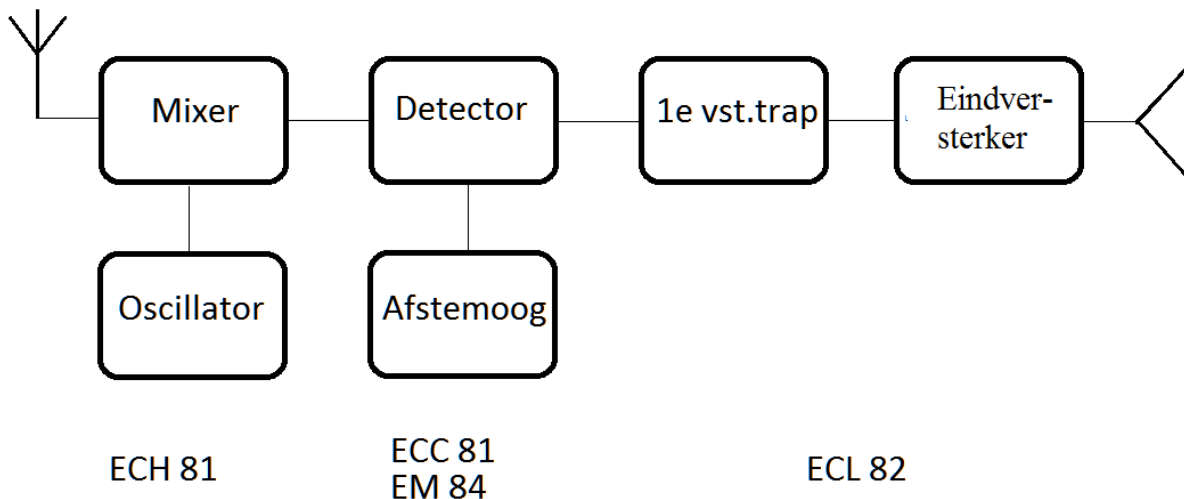 Mixer
Detector
1e vst.trap
Eindver-
sterker
Oscillator
Afstemoog
ECH 81
ECC 81
EM 84
ECL 82